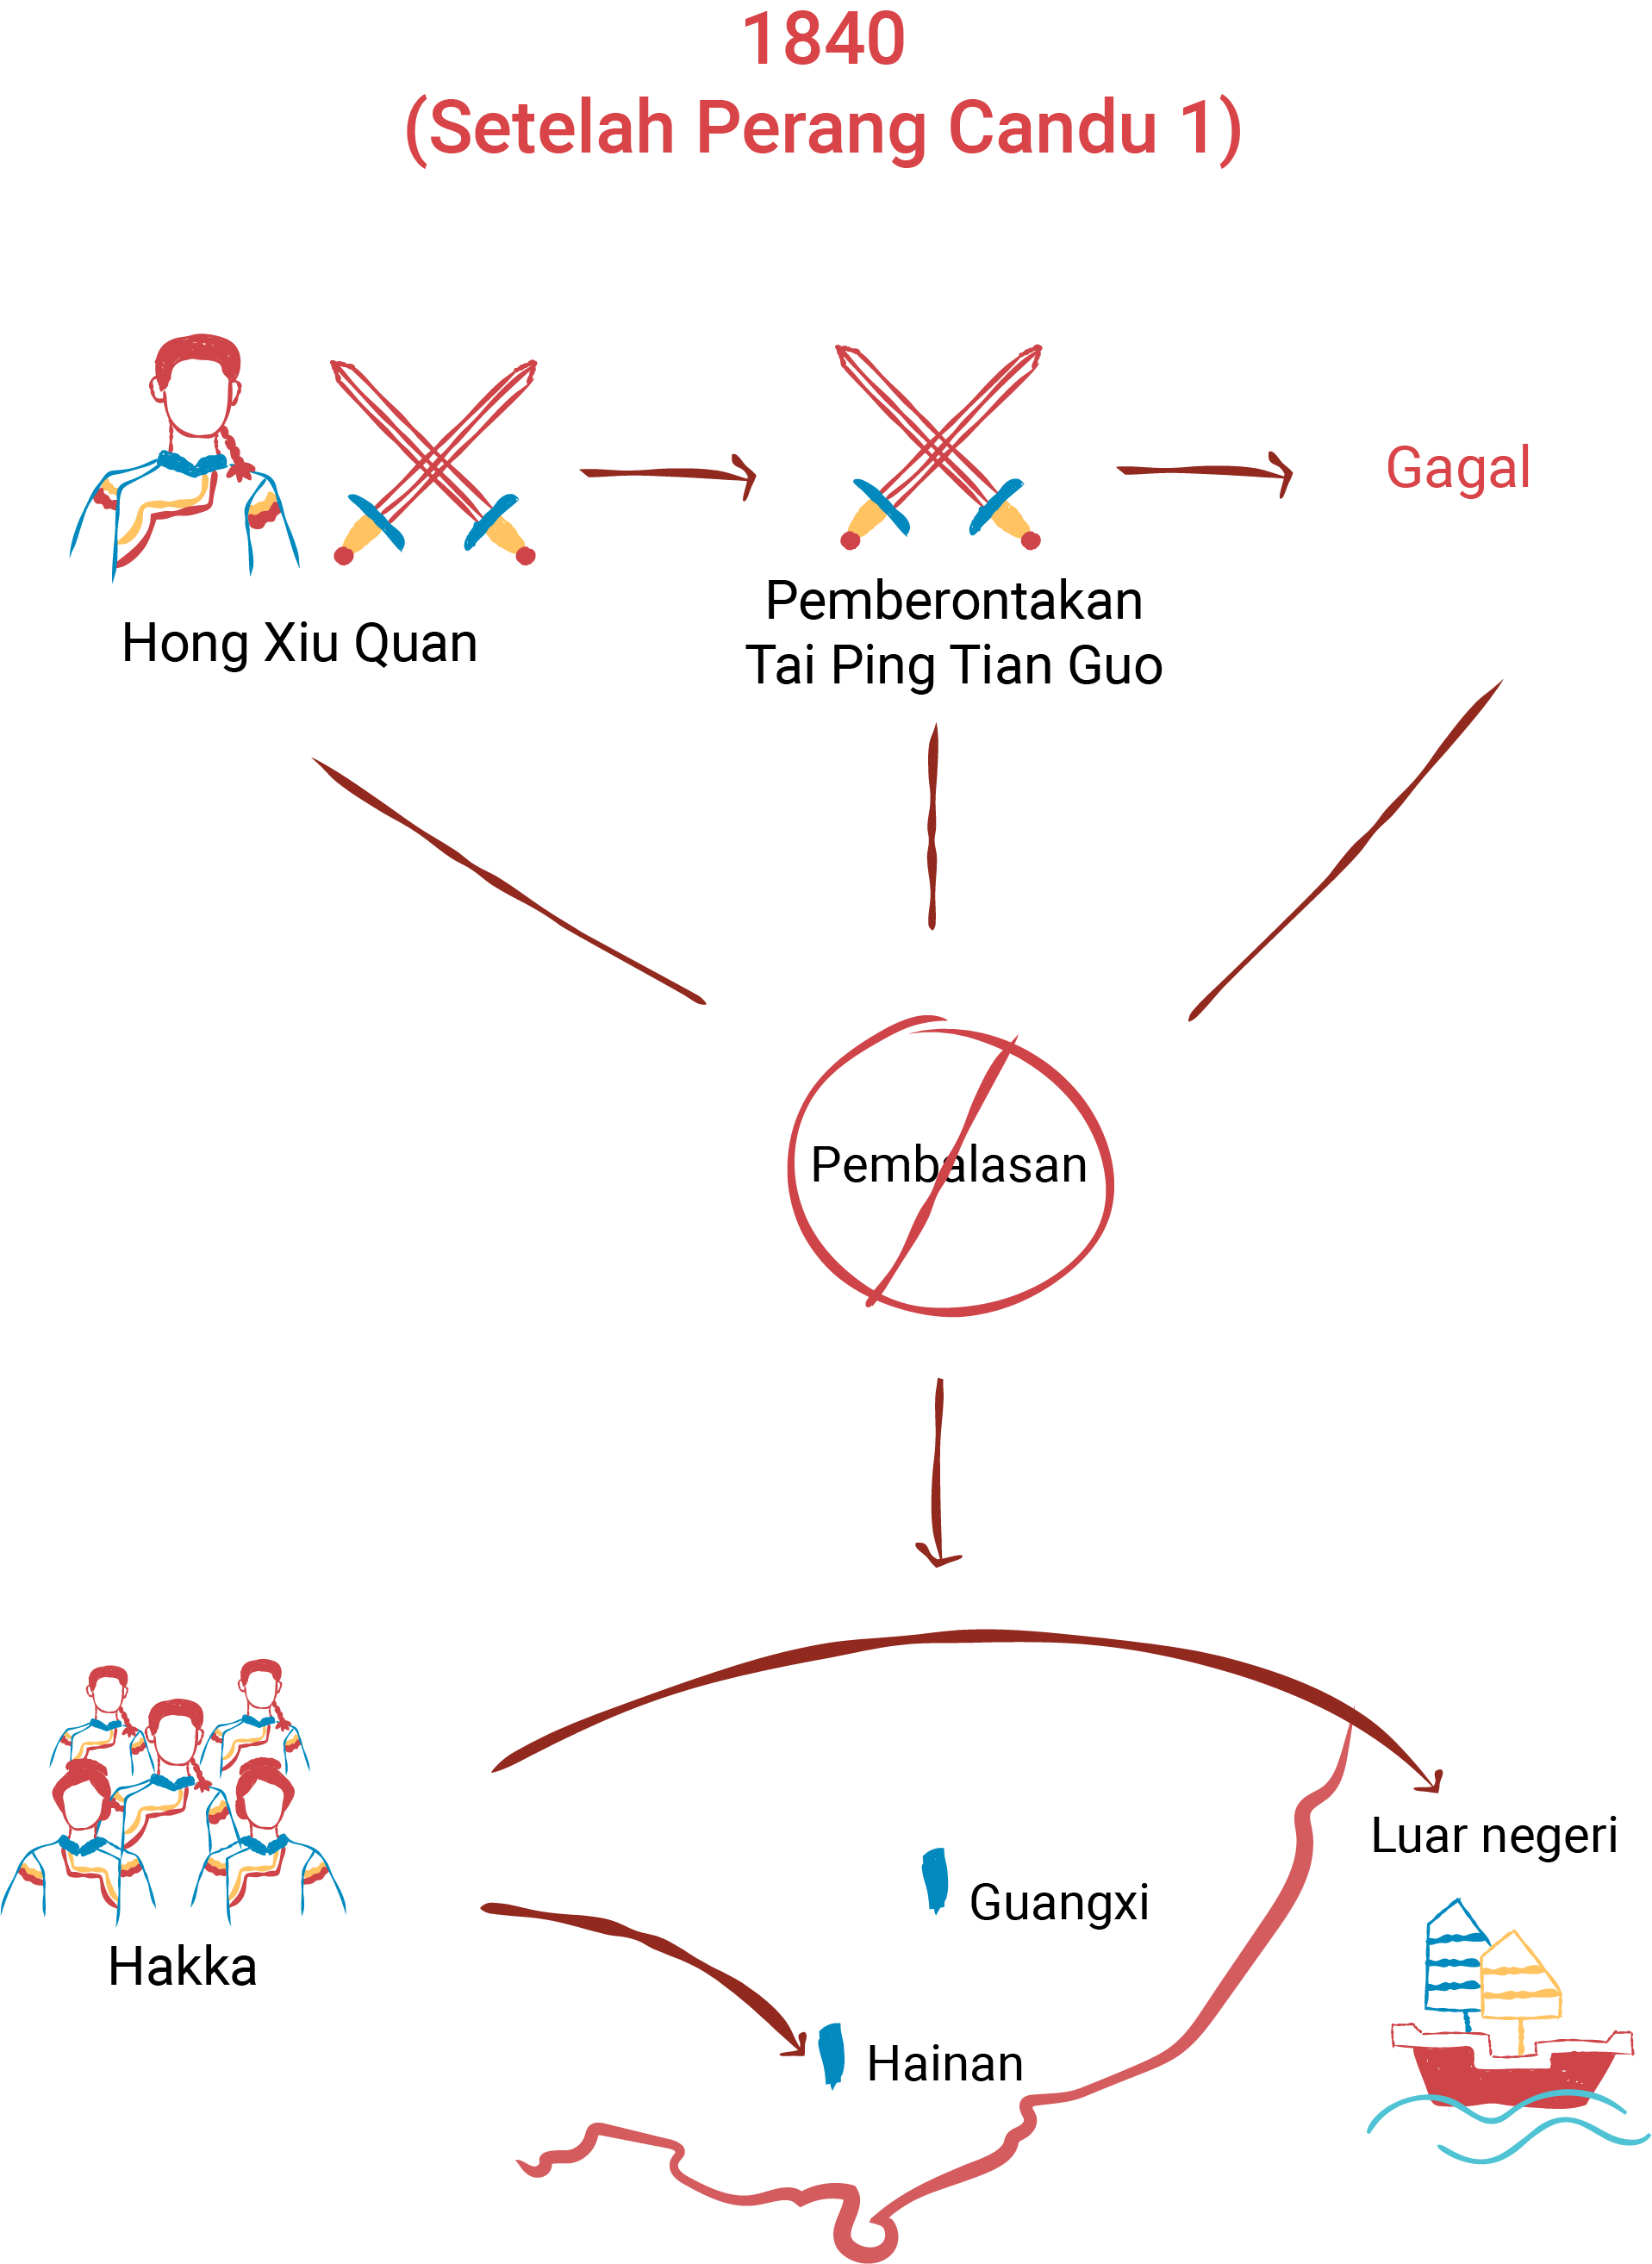 1840
(Setelah Perang Candu 1)
Hong Xiu Quan
Pemberontakan
Tai Ping Tian Guo
Gagal
Pembalasan
Hakka
Luar negeri
Guangxi
Hainan